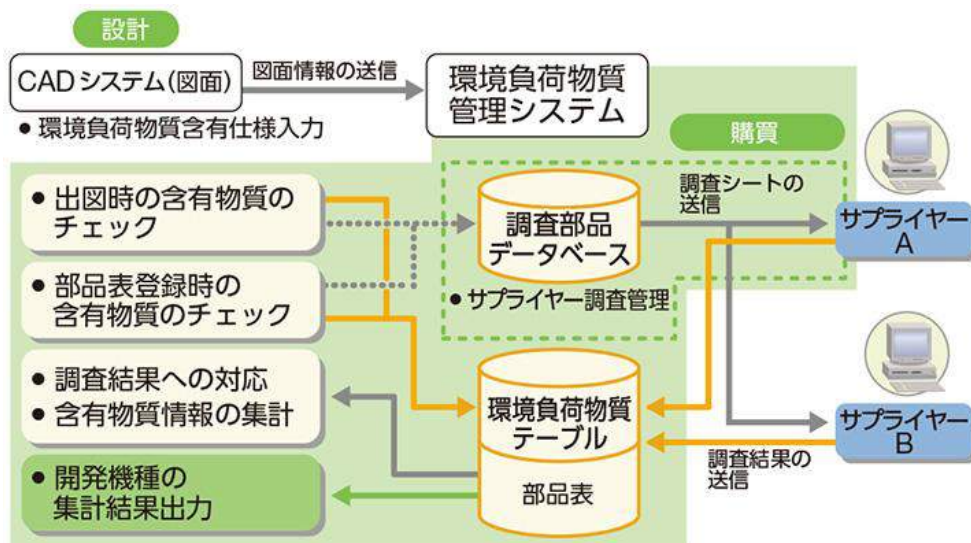 設計
CADシステム(図面)
図面情報の送信
環境負荷物質
管理システム
● 環境負荷物質含有仕様入力
購買
● 出図時の含有物質の
チェック
● 部品表登録時の
含有物質のチェック
調査部品
データベース
調査シートの
送信
サプライヤー
A
● サプライヤー調査管理
● 調査結果への対応
● 含有物質情報の集計
環境負荷物質
テーブル
サプライヤー
B
調査結果の
送信
● 開発機種の
集計結果出力
部品表